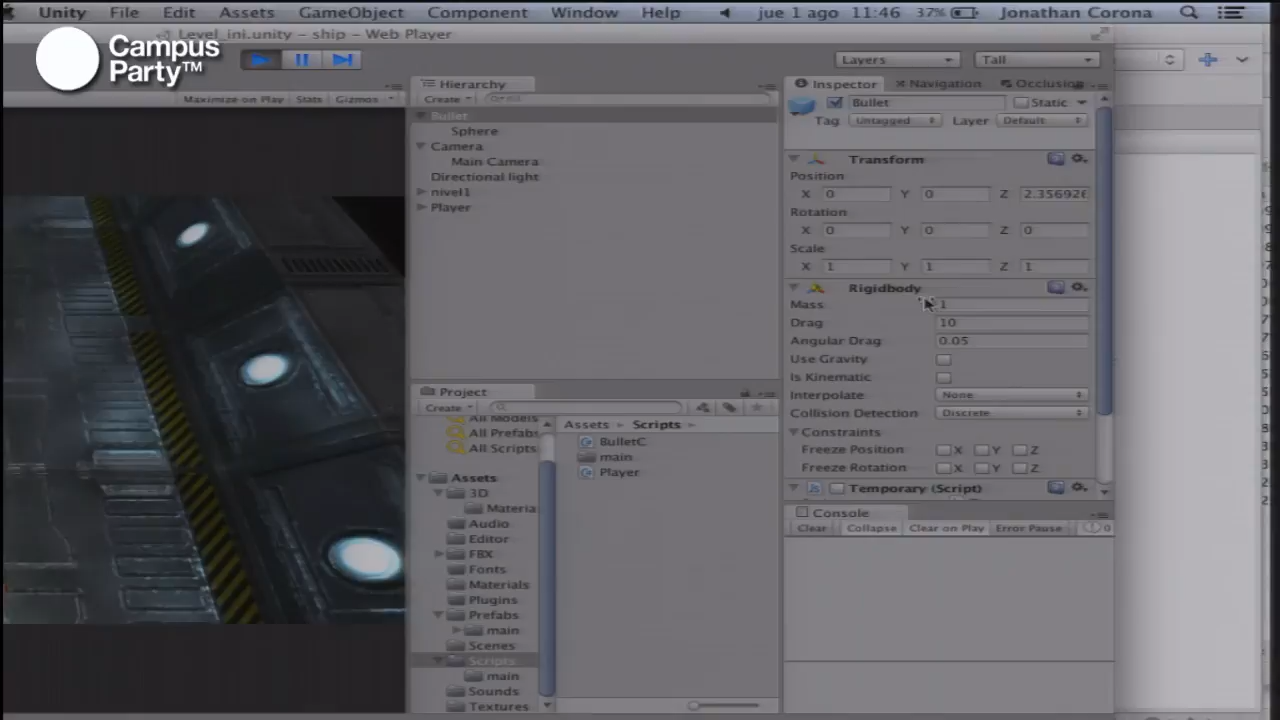 Unity File Edit Assets GameObject Component Window Help jue 1 ago 11:46 37% Jonathan Corona
Level_ini.unity - ship - Web Player
Campus
Party™
Layers Tall
Maximize on Play Stats Gizmos
Hierarchy
Create
Bullet
Sphere
Camera
Main Camera
Directional light
nivel1
Player
Inspector Navigation Occlusion
Bullet Static
Tag Untagged Layer Default
Transform
Position
X 0 Y 0 Z 2.356926
Rotation
X 0 Y 0 Z 0
Scale
X 1 Y 1 Z 1
Rigidbody
Mass 1
Drag 10
Angular Drag 0.05
Use Gravity
Is Kinematic
Interpolate None
Collision Detection Discrete
Constraints
Freeze Position X Y Z
Freeze Rotation X Y Z
Temporary (Script)
Project
Create
All Models
All Prefabs
All Scripts
Assets
3D
Materia
Audio
Editor
FBX
Fonts
Materials
Plugins
Prefabs
main
Scenes
Scripts
main
Sounds
Textures
Assets Scripts
BulletC
main
Player
Console
Clear Collapse Clear on Play Error Pause 0